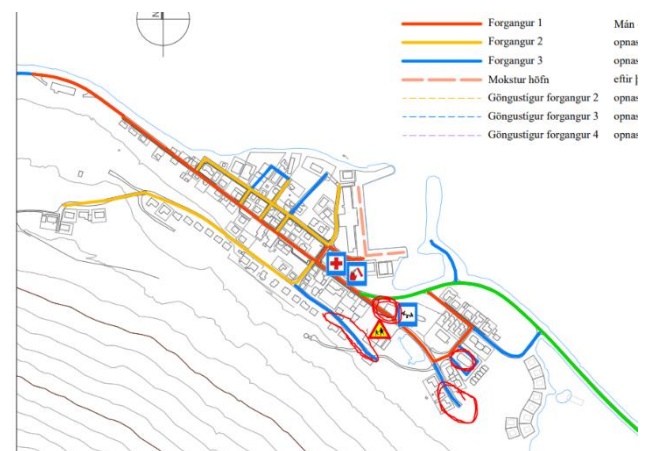 N
Forgangur 1 Mán
Forgangur 2 opnas
Forgangur 3 opnas
Mokstur höfn eftir þ
Göngustígur forgangur 2 opnas
Göngustígur forgangur 3 opnas
Göngustígur forgangur 4 opnas